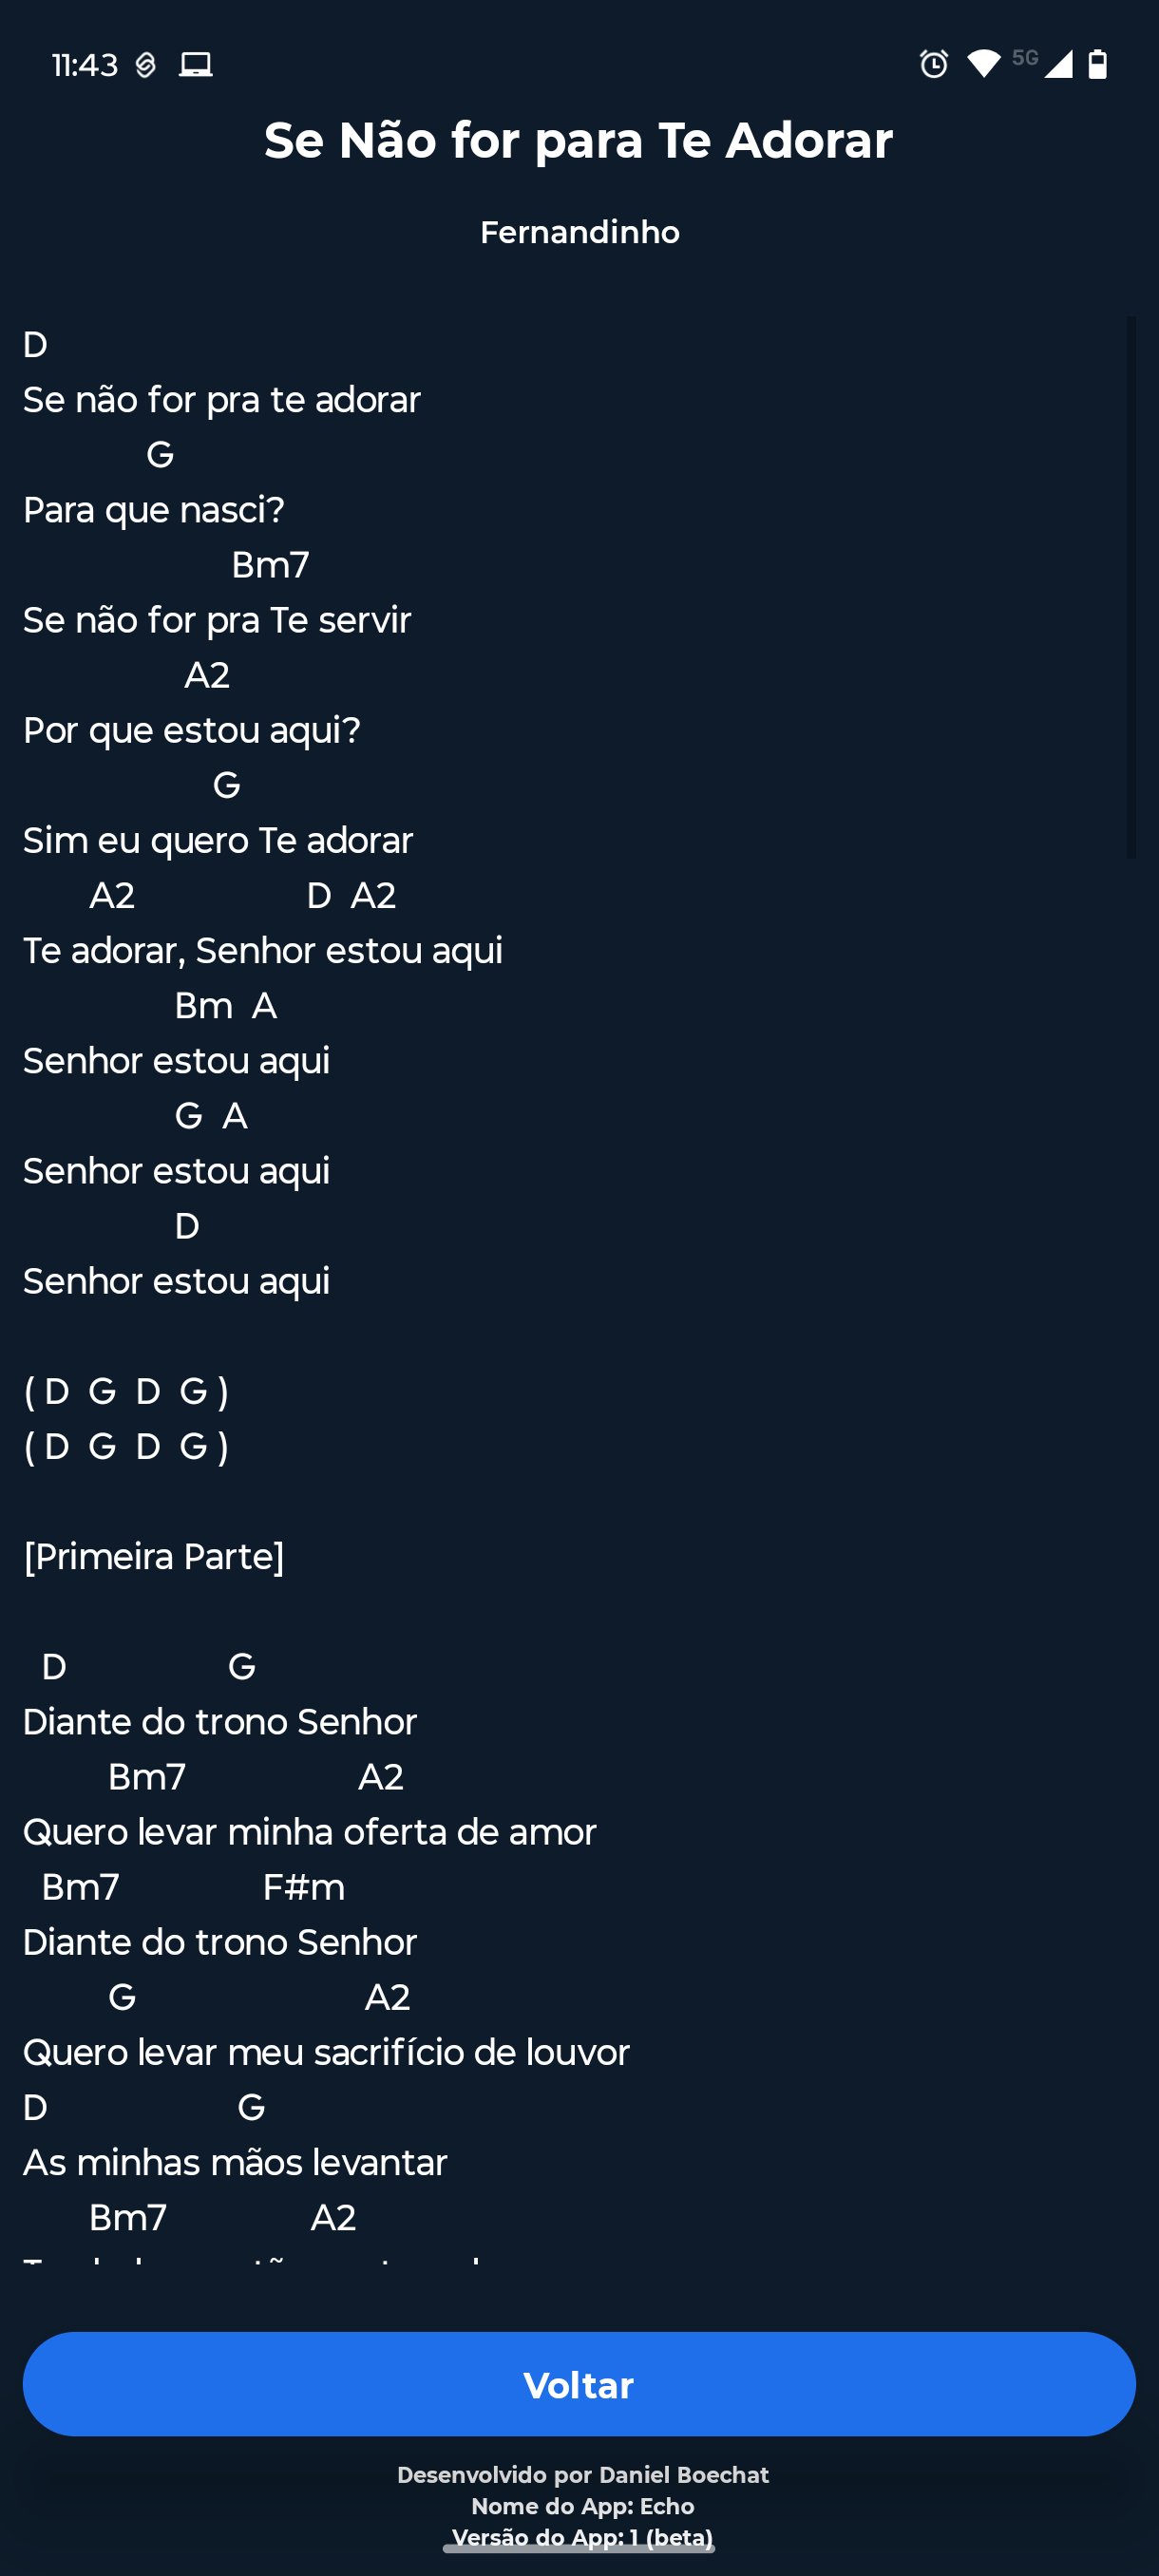 11:43
5G
Se Não for para Te Adorar
Fernandinho
D
Se não for pra te adorar
G
Para que nasci?
Bm7
Se não for pra Te servir
A2
Por que estou aqui?
G
Sim eu quero Te adorar
A2 D A2
Te adorar, Senhor estou aqui
Bm A
Senhor estou aqui
G A
Senhor estou aqui
D
Senhor estou aqui
( D G D G )
( D G D G )
[Primeira Parte]
D G
Diante do trono Senhor
Bm7 A2
Quero levar minha oferta de amor
Bm7 F#m
Diante do trono Senhor
G A2
Quero levar meu sacrifício de louvor
D G
As minhas mãos levantar
Bm7 A2
Voltar
Desenvolvido por Daniel Boechat
Nome do App: Echo
Versão do App: 1 (beta)